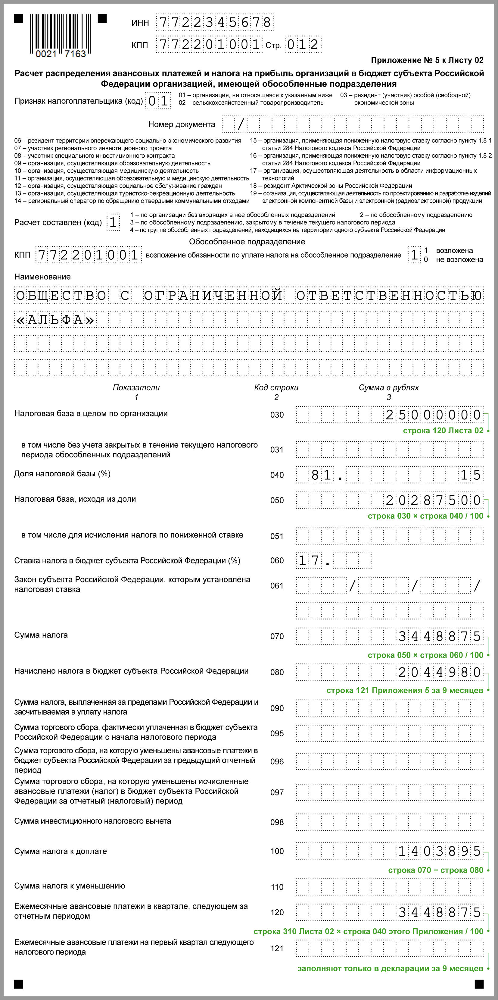 ИНН 7722345678
0021 7163
КПП 772201001 Стр. 012
Приложение № 5 к Листу 02
Расчет распределения авансовых платежей и налога на прибыль организаций в бюджет субъекта Российской
Федерации организацией, имеющей обособленные подразделения
Признак налогоплательщика (код) 01
01 – организация, не относящаяся к указанным ниже 03 – резидент (участник) особой (свободной)
02 – сельскохозяйственный товаропроизводитель экономической зоны
Номер документа /
06 – резидент территории опережающего социально-экономического развития
07 – участник регионального инвестиционного проекта
08 – участник специального инвестиционного контракта
09 – организация, осуществляющая образовательную деятельность
10 – организация, осуществляющая медицинскую деятельность
11 – организация, осуществляющая образовательную и медицинскую деятельность
12 – организация, осуществляющая социальное обслуживание граждан
13 – организация, осуществляющая туристско-рекреационную деятельность
14 – региональный оператор по обращению с твердыми коммунальными отходами
15 – организация, применяющая пониженную налоговую ставку согласно пункту 1.8-1
статьи 284 Налогового кодекса Российской Федерации
16 – организация, применяющая пониженную налоговую ставку согласно пункту 1.8-2
статьи 284 Налогового кодекса Российской Федерации
17 – организация, осуществляющая деятельность в области информационных
технологий
18 – резидент Арктической зоны Российской Федерации
19 – организация, осуществляющая деятельность по проектированию и разработке изделий
электронной компонентной базы и электронной (радиоэлектронной) продукции
Расчет составлен (код) 1
1 – по организации без входящих в нее обособленных подразделений 2 – по обособленному подразделению
3 – по обособленному подразделению, закрытому в течение текущего налогового периода
4 – по группе обособленных подразделений, находящихся на территории одного субъекта Российской Федерации
Обособленное подразделение
КПП 772201001 возложение обязанности по уплате налога на обособленное подразделение 1
1 – возложена
0 – не возложена
Наименование
ОБЩЕСТВО С ОГРАНИЧЕННОЙ ОТВЕТСТВЕННОСТЬЮ
«АЛЬФА»
Показатели Код строки Сумма в рублях
1 2 3
Налоговая база в целом по организации 030 25000000
строка 120 Листа 02
в том числе без учета закрытых в течение текущего налогового
периода обособленных подразделений 031
Доля налоговой базы (%) 040 81. 15
Налоговая база, исходя из доли 050 20287500
строка 030 × строка 040 / 100
в том числе для исчисления налога по пониженной ставке 051
Ставка налога в бюджет субъекта Российской Федерации (%) 060 17.
Закон субъекта Российской Федерации, которым установлена
налоговая ставка 061 / / /
Сумма налога 070 3448875
строка 050 × строка 060 / 100
Начислено налога в бюджет субъекта Российской Федерации 080 2044980
строка 121 Приложения 5 за 9 месяцев
Сумма налога, выплаченная за пределами Российской Федерации и
засчитываемая в уплату налога 090
Сумма торгового сбора, фактически уплаченная в бюджет субъекта
Российской Федерации с начала налогового периода 095
Сумма торгового сбора, на которую уменьшены авансовые платежи в
бюджет субъекта Российской Федерации за предыдущий отчетный 096
период
Сумма торгового сбора, на которую уменьшены исчисленные
авансовые платежи (налог) в бюджет субъекта Российской 097
Федерации за отчетный (налоговый) период
Сумма инвестиционного налогового вычета 098
Сумма налога к доплате 100 1403895
строка 070 − строка 080
Сумма налога к уменьшению 110
Ежемесячные авансовые платежи в квартале, следующем за
отчетным периодом 120 3448875
строка 310 Листа 02 × строка 040 этого Приложения / 100
Ежемесячные авансовые платежи на первый квартал следующего
налогового периода 121
заполняют только в декларации за 9 месяцев